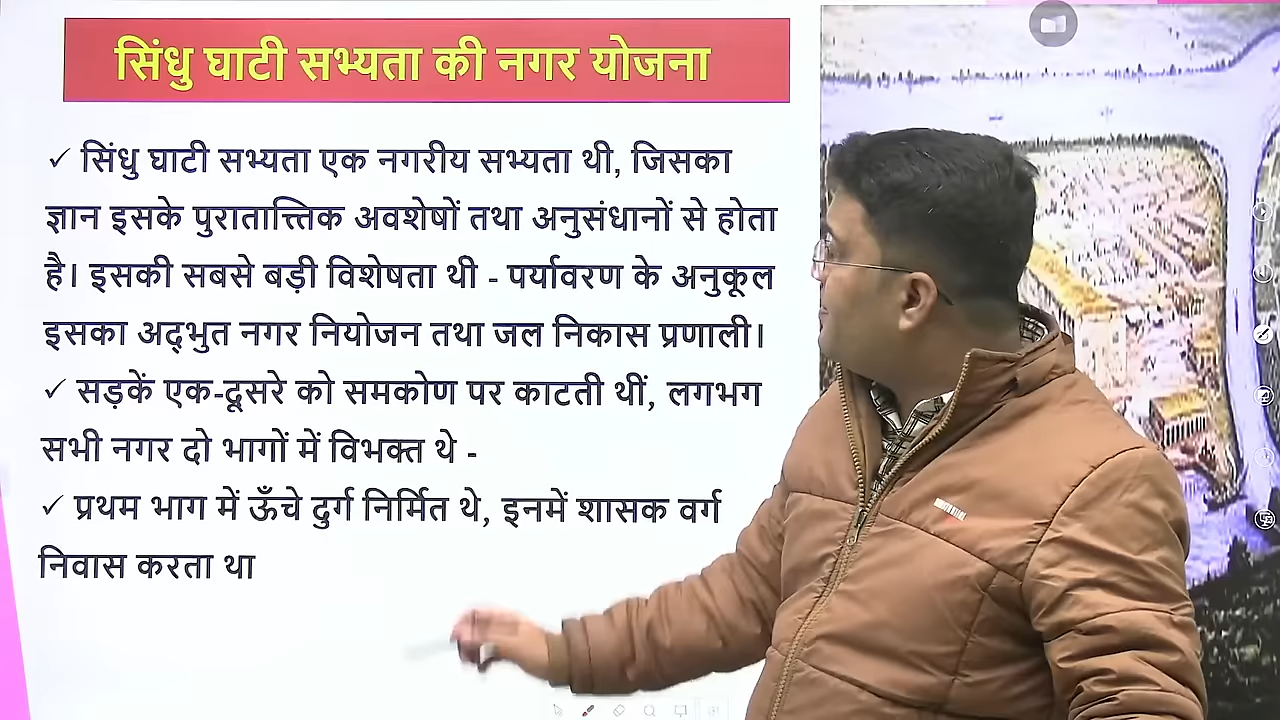 सिंधु घाटी सभ्यता की नगर योजना
✓ सिंधु घाटी सभ्यता एक नगरीय सभ्यता थी, जिसका
ज्ञान इसके पुरातात्त्विक अवशेषों तथा अनुसंधानों से होता
है। इसकी सबसे बड़ी विशेषता थी - पर्यावरण के अनुकूल
इसका अद्भुत नगर नियोजन तथा जल निकास प्रणाली।
✓ सड़कें एक-दूसरे को समकोण पर काटती थीं, लगभग
सभी नगर दो भागों में विभक्त थे -
✓ प्रथम भाग में ऊँचे दुर्ग निर्मित थे, इनमें शासक वर्ग
निवास करता था